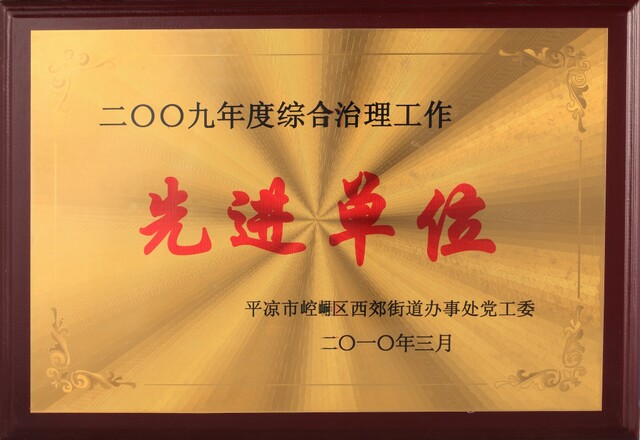 二〇〇九年度综合治理工作
先进单位
平凉市崆峒区西郊街道办事处党工委
二〇一〇年三月